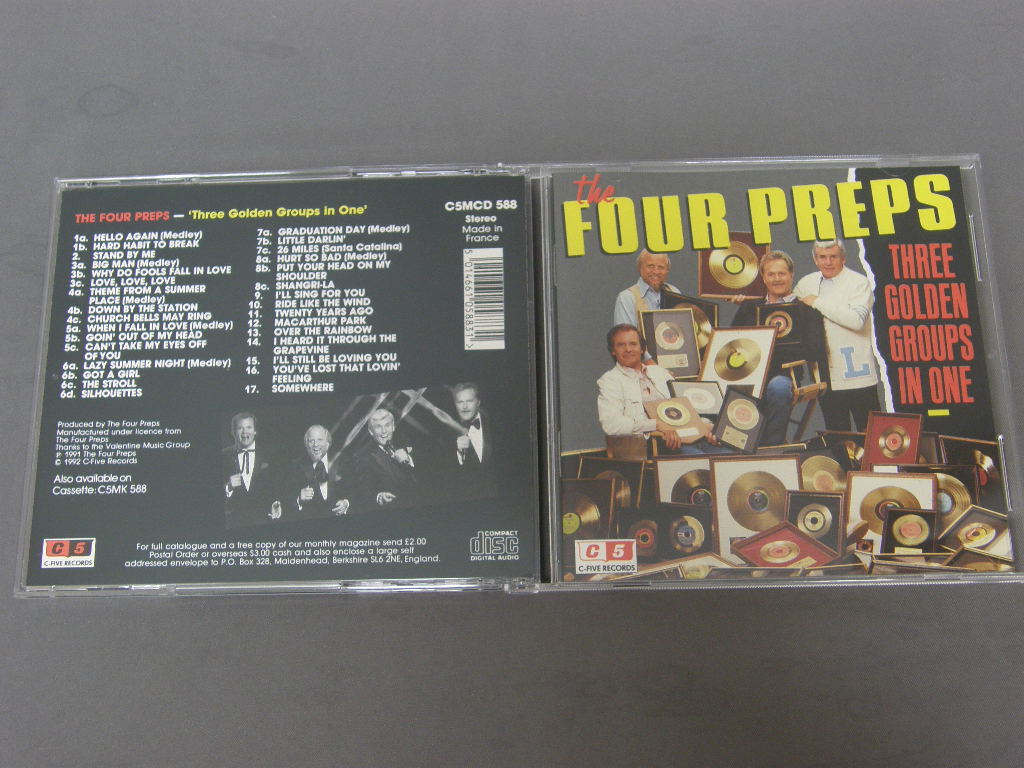 THE FOUR PREPS — 'Three Golden Groups in One'
C5MCD 588
Stereo
Made in
France
1a. HELLO AGAIN (Medley)
1b. HARD HABIT TO BREAK
2. STAND BY ME
3a. BIG MAN (Medley)
3b. WHY DO FOOLS FALL IN LOVE
3c. LOVE, LOVE, LOVE
4a. THEME FROM A SUMMER
PLACE (Medley)
4b. DOWN BY THE STATION
4c. CHURCH BELLS MAY RING
5a. WHEN I FALL IN LOVE (Medley)
5b. GOIN' OUT OF MY HEAD
5c. CAN'T TAKE MY EYES OFF
OF YOU
6a. LAZY SUMMER NIGHT (Medley)
6b. GOT A GIRL
6c. THE STROLL
6d. SILHOUETTES
7a. GRADUATION DAY (Medley)
7b. LITTLE DARLIN'
7c. 26 MILES (Santa Catalina)
8a. HURT SO BAD (Medley)
8b. PUT YOUR HEAD ON MY
SHOULDER
8c. SHANGRI-LA
9. I'LL SING FOR YOU
10. RIDE LIKE THE WIND
11. TWENTY YEARS AGO
12. MACARTHUR PARK
13. OVER THE RAINBOW
14. I HEARD IT THROUGH THE
GRAPEVINE
15. I'LL STILL BE LOVING YOU
16. YOU'VE LOST THAT LOVIN'
FEELING
17. SOMEWHERE
Produced by The Four Preps
Manufactured under licence from
The Four Preps
Thanks to the Valentine Music Group
℗ 1991 The Four Preps
© 1992 C-Five Records
Also available on
Cassette: C5MK 588
C 5
C-FIVE RECORDS
For full catalogue and a free copy of our monthly magazine send £2.00
Postal Order or overseas $3.00 cash and also enclose a large self
addressed envelope to P.O. Box 328, Maidenhead, Berkshire SL6 2NE, England.
COMPACT
disc
DIGITAL AUDIO
the
FOUR PREPS
THREE
GOLDEN
GROUPS
IN ONE
L
C 5
C-FIVE RECORDS